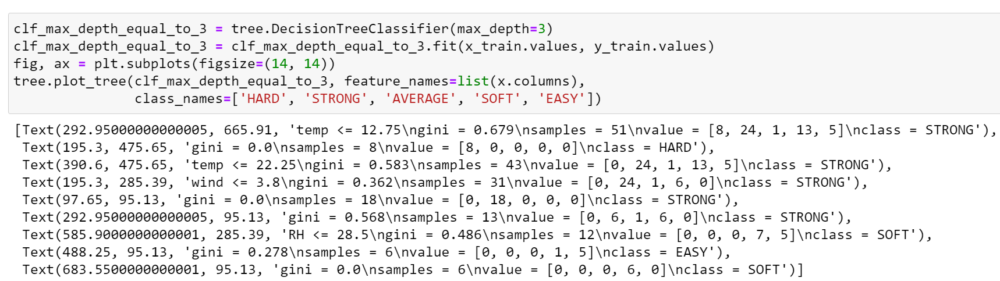 clf_max_depth_equal_to_3 = tree.DecisionTreeClassifier(max_depth=3)
clf_max_depth_equal_to_3 = clf_max_depth_equal_to_3.fit(x_train.values, y_train.values)
fig, ax = plt.subplots(figsize=(14, 14))
tree.plot_tree(clf_max_depth_equal_to_3, feature_names=list(x.columns),
               class_names=['HARD', 'STRONG', 'AVERAGE', 'SOFT', 'EASY'])
[Text(292.95000000000005, 665.91, 'temp <= 12.75\ngini = 0.679\nsamples = 51\nvalue = [8, 24, 1, 13, 5]\nclass = STRONG'),
 Text(195.3, 475.65, 'gini = 0.0\nsamples = 8\nvalue = [8, 0, 0, 0, 0]\nclass = HARD'),
 Text(390.6, 475.65, 'temp <= 22.25\ngini = 0.583\nsamples = 43\nvalue = [0, 24, 1, 13, 5]\nclass = STRONG'),
 Text(195.3, 285.39, 'wind <= 3.8\ngini = 0.362\nsamples = 31\nvalue = [0, 24, 1, 6, 0]\nclass = STRONG'),
 Text(97.65, 95.13, 'gini = 0.0\nsamples = 18\nvalue = [0, 18, 0, 0, 0]\nclass = STRONG'),
 Text(292.95000000000005, 95.13, 'gini = 0.568\nsamples = 13\nvalue = [0, 6, 1, 6, 0]\nclass = STRONG'),
 Text(585.9000000000001, 285.39, 'RH <= 28.5\ngini = 0.486\nsamples = 12\nvalue = [0, 0, 0, 7, 5]\nclass = SOFT'),
 Text(488.25, 95.13, 'gini = 0.278\nsamples = 6\nvalue = [0, 0, 0, 1, 5]\nclass = EASY'),
 Text(683.5500000000001, 95.13, 'gini = 0.0\nsamples = 6\nvalue = [0, 0, 0, 6, 0]\nclass = SOFT')]